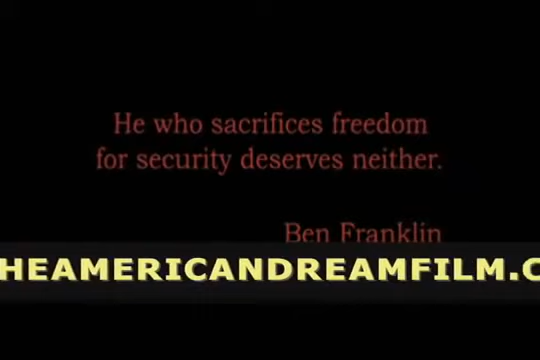 He who sacrifices freedom
for security deserves neither.
Ben Franklin
HEAMERICANDREAMFILM.C